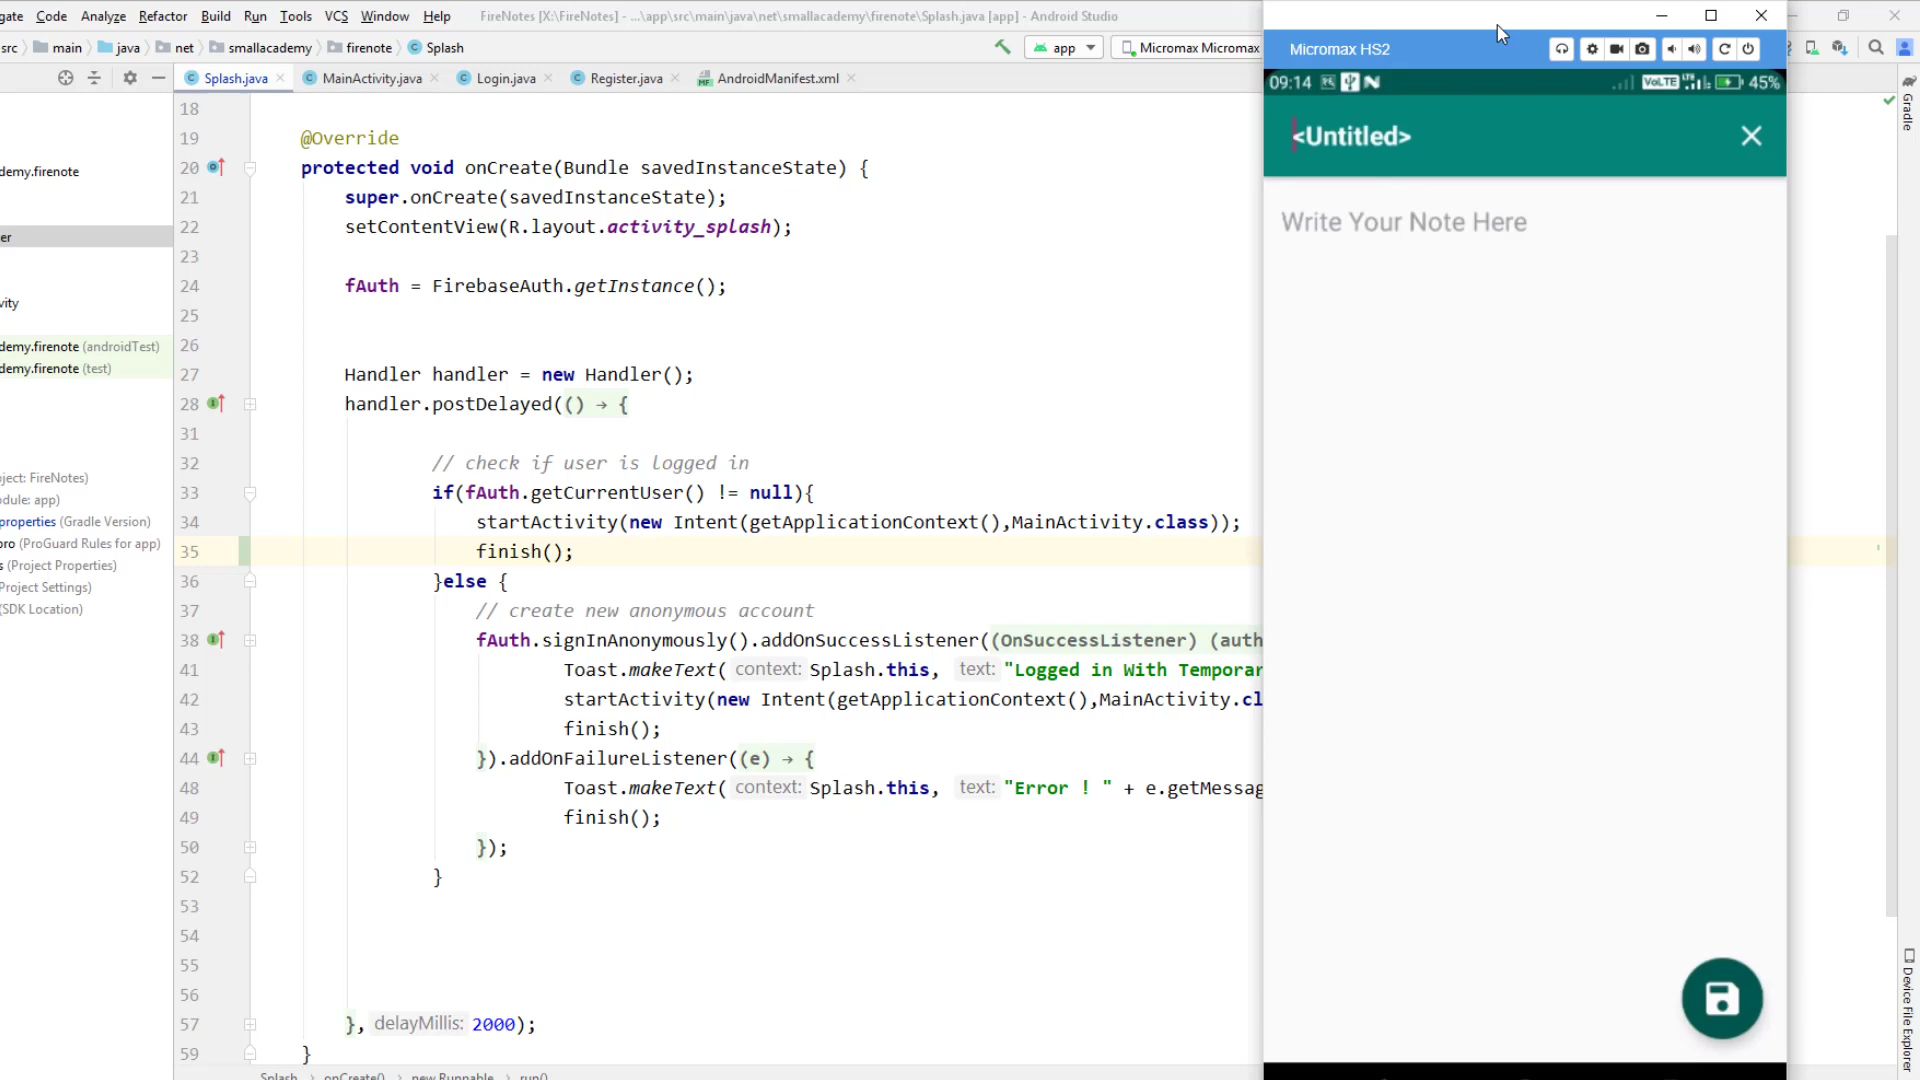 gate Code Analyze Refactor Build Run Tools VCS Window Help FireNotes [X:\FireNotes] - ...\app\src\main\java\net\smallacademy\firenote\Splash.java [app] - Android Studio
src main java net smallacademy firenote Splash app Micromax Micromax
Splash.java MainActivity.java Login.java Register.java AndroidManifest.xml
demy.firenote
er
vity
demy.firenote (androidTest)
demy.firenote (test)
ject: FireNotes)
odule: app)
properties (Gradle Version)
pro (ProGuard Rules for app)
s (Project Properties)
Project Settings)
(SDK Location)
18
19 @Override
20 protected void onCreate(Bundle savedInstanceState) {
21 super.onCreate(savedInstanceState);
22 setContentView(R.layout.activity_splash);
23
24 fAuth = FirebaseAuth.getInstance();
25
26
27 Handler handler = new Handler();
28 handler.postDelayed(() → {
31
32 // check if user is logged in
33 if(fAuth.getCurrentUser() != null){
34 startActivity(new Intent(getApplicationContext(),MainActivity.class));
35 finish();
36 }else {
37 // create new anonymous account
38 fAuth.signInAnonymously().addOnSuccessListener((OnSuccessListener) (auth
41 Toast.makeText( context: Splash.this, text: "Logged in With Temporar
42 startActivity(new Intent(getApplicationContext(),MainActivity.cl
43 finish();
44 }).addOnFailureListener((e) → {
48 Toast.makeText( context: Splash.this, text: "Error ! " + e.getMessag
49 finish();
50 });
52 }
53
54
55
56
57 }, delayMillis: 2000);
59 }
Splash onCreate() new Runnable run()
Micromax HS2
09:14 VoLTE LTE 45%
<Untitled>
Write Your Note Here
Gradle
Device File Explorer